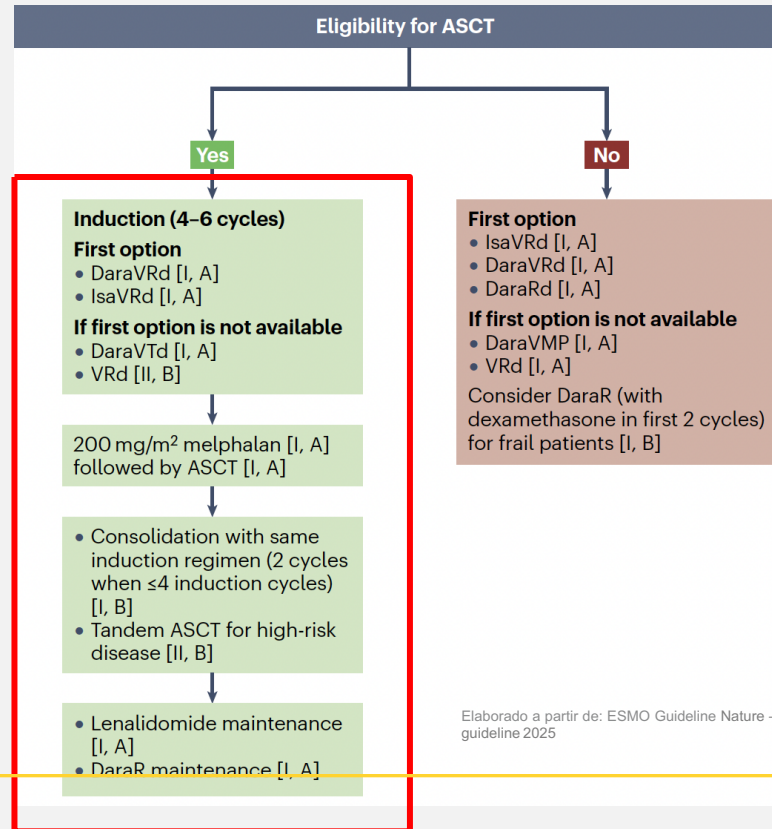 Eligibility for ASCT
Yes
Induction (4–6 cycles)
First option
• DaraVRd [I, A]
• IsaVRd [I, A]
If first option is not available
• DaraVTd [I, A]
• VRd [II, B]
200 mg/m² melphalan [I, A]
followed by ASCT [I, A]
• Consolidation with same
induction regimen (2 cycles
when ≤4 induction cycles)
[I, B]
• Tandem ASCT for high-risk
disease [II, B]
• Lenalidomide maintenance
[I, A]
• DaraR maintenance [I, A]
No
First option
• IsaVRd [I, A]
• DaraVRd [I, A]
• DaraRd [I, A]
If first option is not available
• DaraVMP [I, A]
• VRd [I, A]
Consider DaraR (with
dexamethasone in first 2 cycles)
for frail patients [I, B]
Elaborado a partir de: ESMO Guideline Nature -
guideline 2025